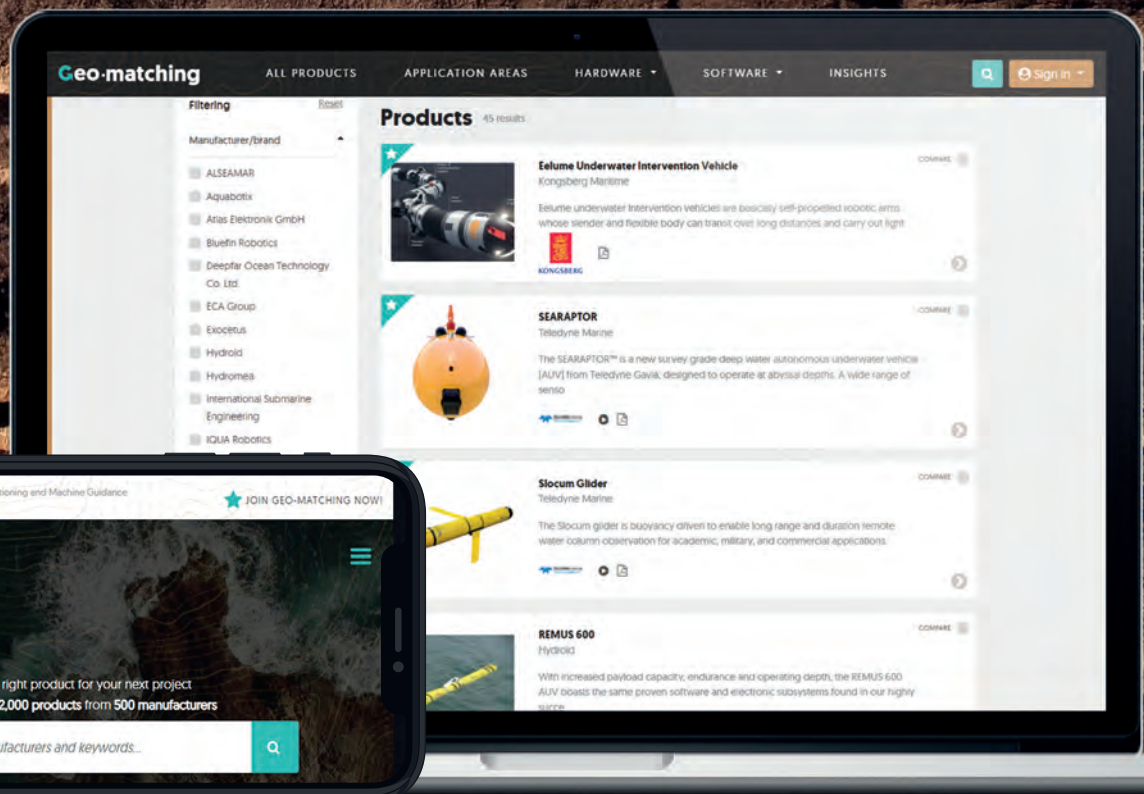 Geo-matching
ALL PRODUCTS
APPLICATION AREAS
HARDWARE
SOFTWARE
INSIGHTS
Sign in
Filtering
Reset
Manufacturer/brand
ALSEAMAR
Aquabotix
Atlas Elektronik GmbH
Bluefin Robotics
Deepfar Ocean Technology
Co. Ltd.
ECA Group
Exocetus
Hydroid
Hydromea
International Submarine
Engineering
IQUA Robotics
Products 45 results
Eelume Underwater Intervention Vehicle
COMPARE
Kongsberg Maritime
Eelume underwater intervention vehicles are basically self-propelled robotic arms
whose slender and flexible body can transit over long distances and carry out light
KONGSBERG
SEARAPTOR
COMPARE
Teledyne Marine
The SEARAPTOR™ is a new survey grade deep water autonomous underwater vehicle
[AUV] from Teledyne Gavia, designed to operate at abyssal depths. A wide range of
senso
Slocum Glider
COMPARE
Teledyne Marine
The Slocum glider is buoyancy driven to enable long range and duration remote
water column observation for academic, military, and commercial applications.
REMUS 600
COMPARE
Hydroid
With increased payload capacity, endurance and operating depth, the REMUS 600
AUV boasts the same proven software and electronic subsystems found in our highly
succe
tioning and Machine Guidance
JOIN GEO-MATCHING NOW!
right product for your next project
2,000 products from 500 manufacturers
ufacturers and keywords...